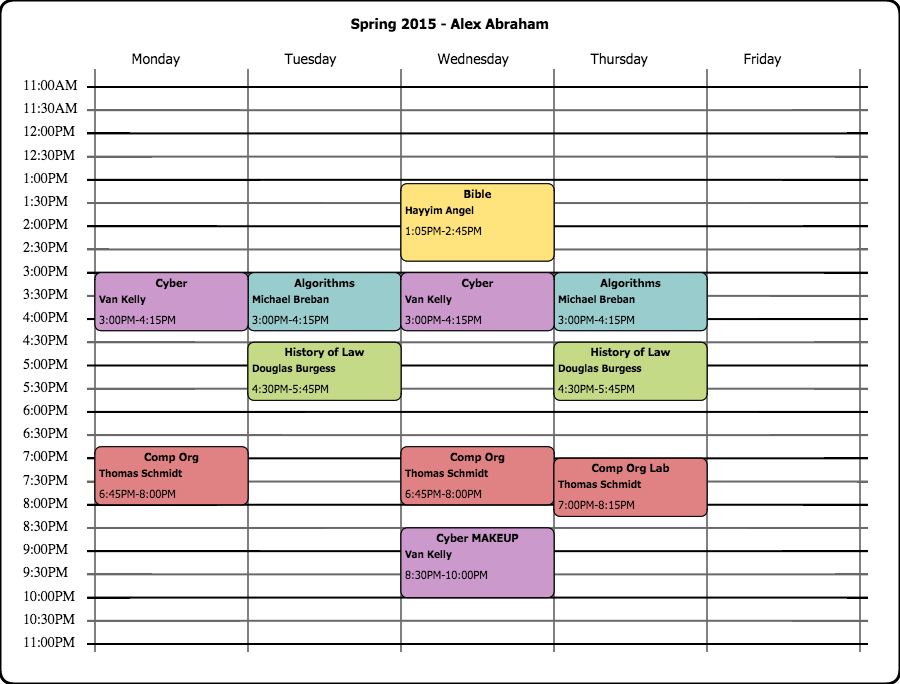 Spring 2015 - Alex Abraham
Monday Tuesday Wednesday Thursday Friday
11:00AM
11:30AM
12:00PM
12:30PM
1:00PM
Bible
1:30PM
Hayyim Angel
2:00PM
1:05PM-2:45PM
2:30PM
3:00PM
Cyber Algorithms Cyber Algorithms
3:30PM
Van Kelly Michael Breban Van Kelly Michael Breban
4:00PM
3:00PM-4:15PM 3:00PM-4:15PM 3:00PM-4:15PM 3:00PM-4:15PM
4:30PM
History of Law History of Law
5:00PM
Douglas Burgess Douglas Burgess
5:30PM
4:30PM-5:45PM 4:30PM-5:45PM
6:00PM
6:30PM
7:00PM
Comp Org Comp Org Comp Org Lab
Thomas Schmidt Thomas Schmidt Thomas Schmidt
7:30PM
6:45PM-8:00PM 6:45PM-8:00PM 7:00PM-8:15PM
8:00PM
8:30PM
Cyber MAKEUP
9:00PM
Van Kelly
9:30PM
8:30PM-10:00PM
10:00PM
10:30PM
11:00PM